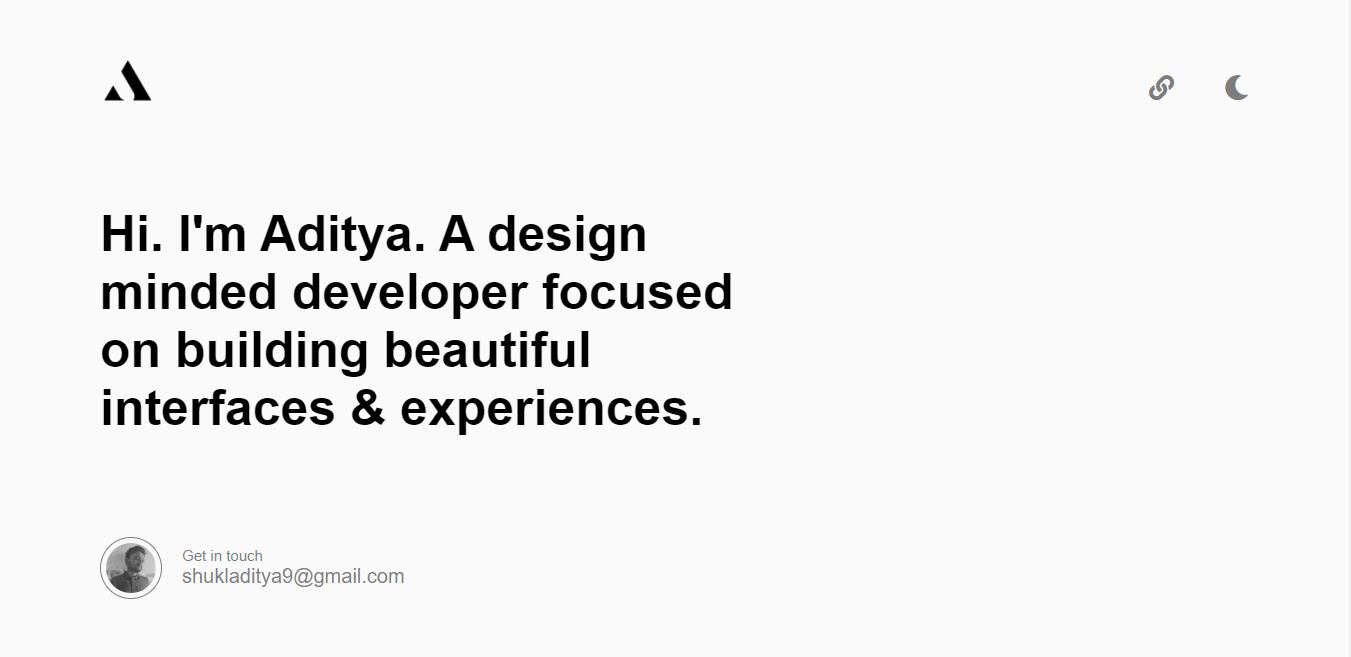 Hi. I'm Aditya. A design
minded developer focused
on building beautiful
interfaces & experiences.
Get in touch
shukladitya9@gmail.com